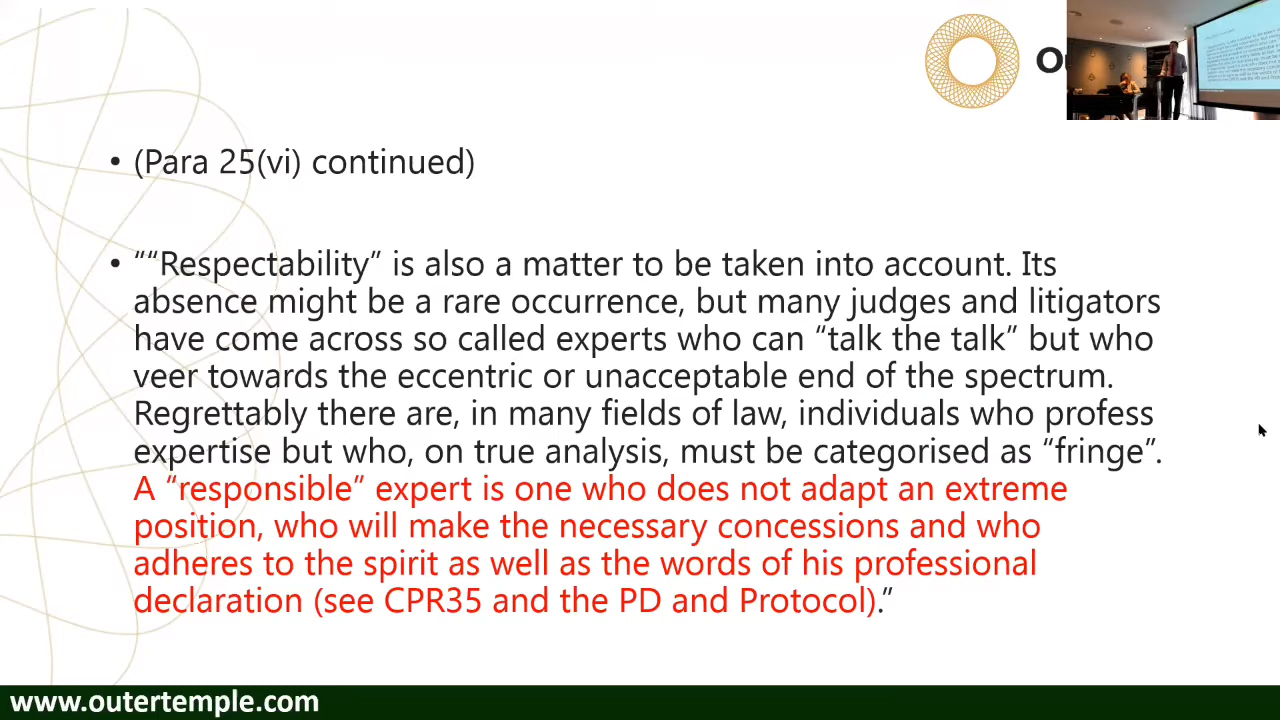 Ou
• (Para 25(vi) continued)
• ““Respectability” is also a matter to be taken into account. Its
absence might be a rare occurrence, but many judges and litigators
have come across so called experts who can “talk the talk” but who
veer towards the eccentric or unacceptable end of the spectrum.
Regrettably there are, in many fields of law, individuals who profess
expertise but who, on true analysis, must be categorised as “fringe”.
A “responsible” expert is one who does not adapt an extreme
position, who will make the necessary concessions and who
adheres to the spirit as well as the words of his professional
declaration (see CPR35 and the PD and Protocol).”
www.outertemple.com